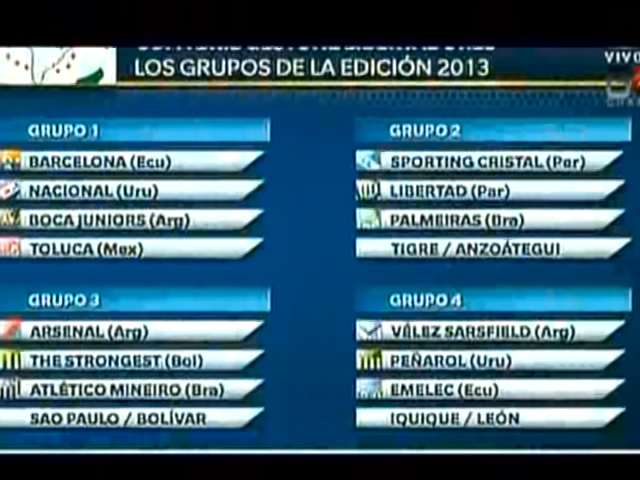 LOS GRUPOS DE LA EDICIÓN 2013
VIVO
GRUPO 1
BARCELONA (Ecu)
NACIONAL (Uru)
BOCA JUNIORS (Arg)
TOLUCA (Mex)
GRUPO 2
SPORTING CRISTAL (Par)
LIBERTAD (Par)
PALMEIRAS (Bra)
TIGRE / ANZOÁTEGUI
GRUPO 3
ARSENAL (Arg)
THE STRONGEST (Bol)
ATLÉTICO MINEIRO (Bra)
SAO PAULO / BOLÍVAR
GRUPO 4
VÉLEZ SARSFIELD (Arg)
PEÑAROL (Uru)
EMELEC (Ecu)
IQUIQUE / LEÓN